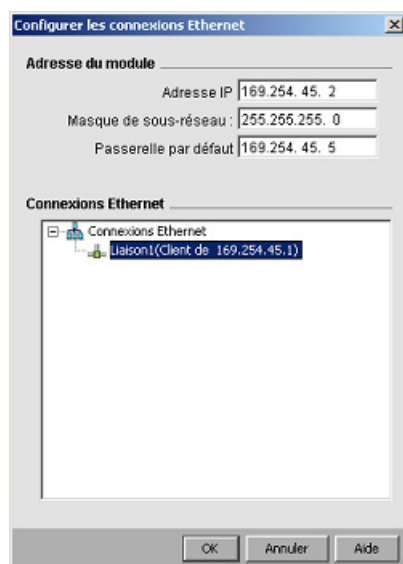 Configurer les connexions Ethernet
Adresse du module
Adresse IP 169.254. 45. 2
Masque de sous-réseau : 255.255.255. 0
Passerelle par défaut 169.254. 45. 5
Connexions Ethernet
Connexions Ethernet
Liaison1(Client de 169.254.45.1)
OK Annuler Aide